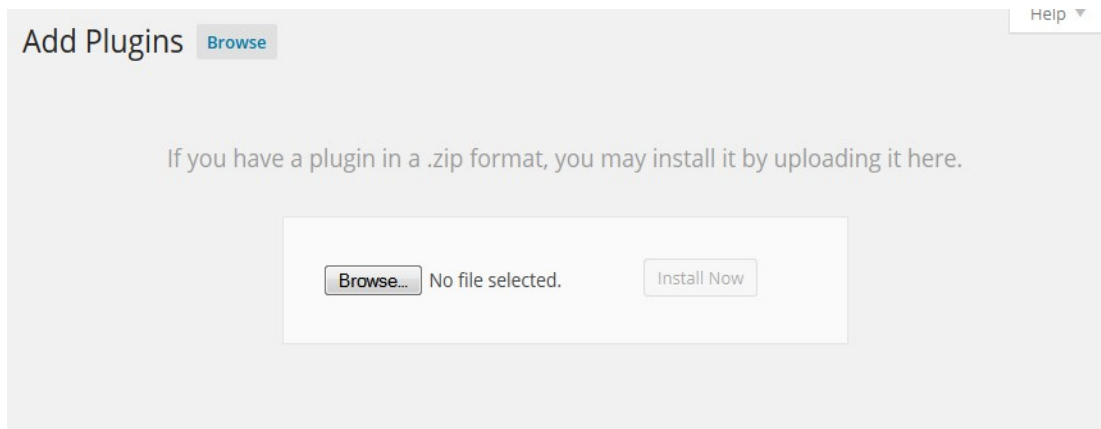 Help
Add Plugins Browse
If you have a plugin in a .zip format, you may install it by uploading it here.
Browse... No file selected. Install Now